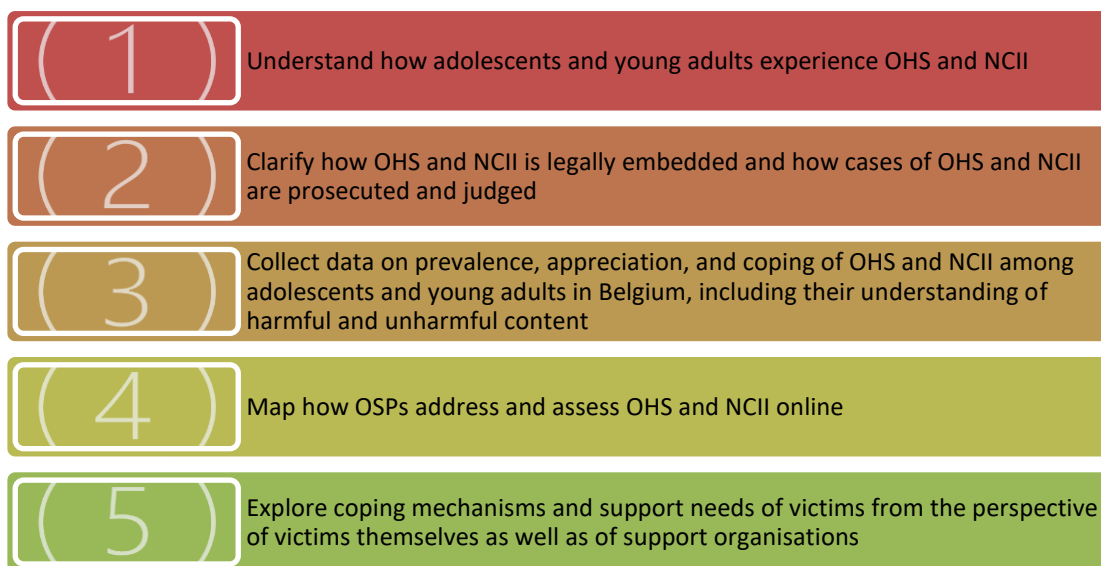 ( 1 )
Understand how adolescents and young adults experience OHS and NCII
( 2 )
Clarify how OHS and NCII is legally embedded and how cases of OHS and NCII
are prosecuted and judged
( 3 )
Collect data on prevalence, appreciation, and coping of OHS and NCII among
adolescents and young adults in Belgium, including their understanding of
harmful and unharmful content
( 4 )
Map how OSPs address and assess OHS and NCII online
( 5 )
Explore coping mechanisms and support needs of victims from the perspective
of victims themselves as well as of support organisations